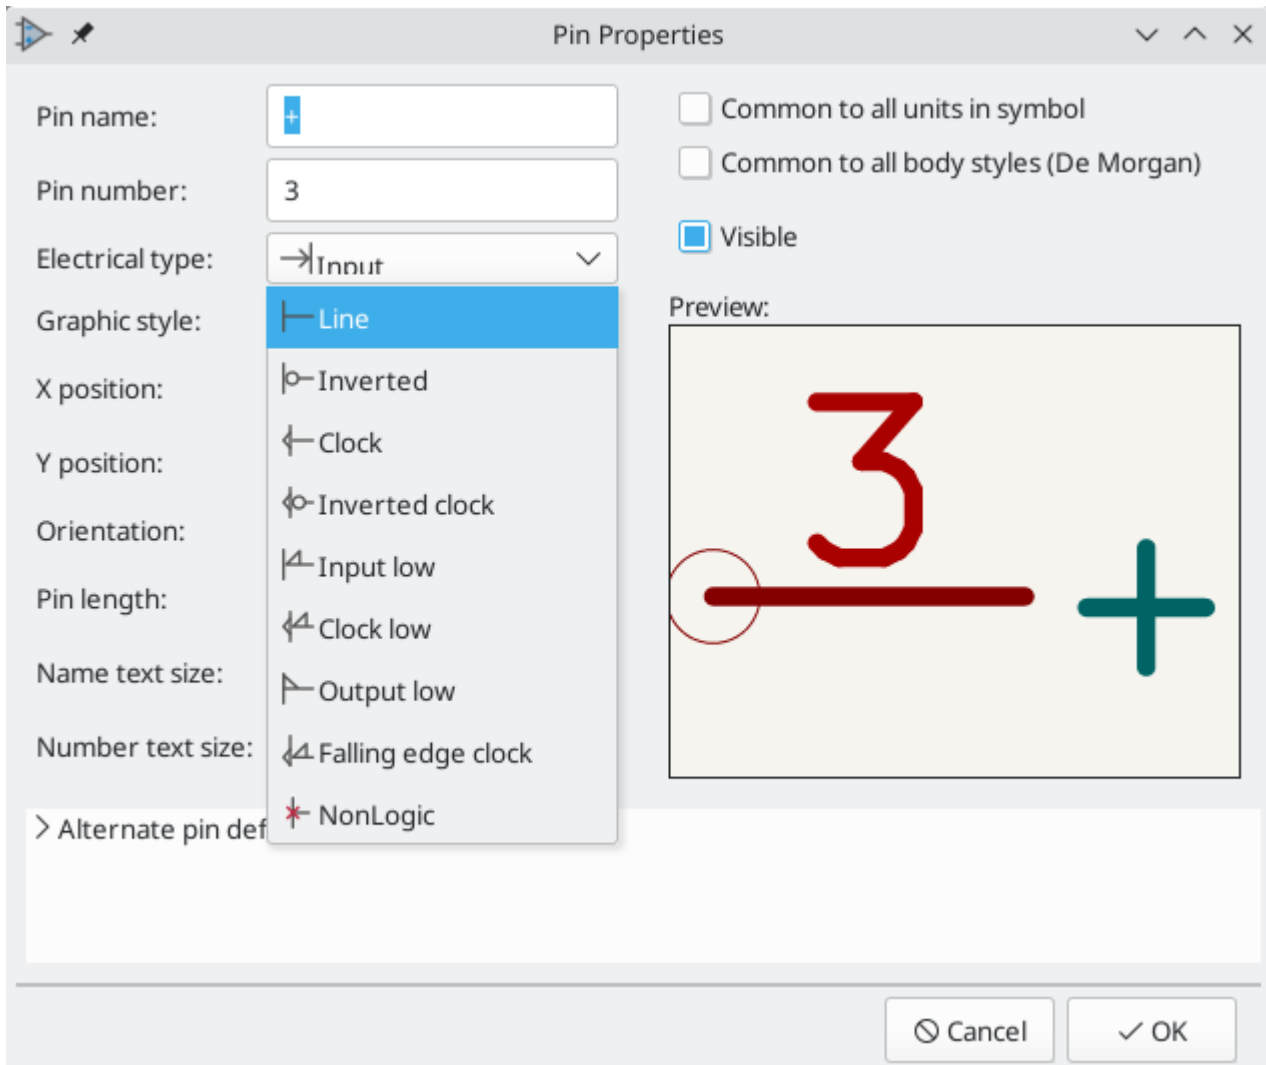 Pin Properties
Pin name:
+
Pin number:
3
Electrical type:
Input
Graphic style:
Line
Inverted
Clock
Inverted clock
Input low
Clock low
Output low
Falling edge clock
NonLogic
X position:
Y position:
Orientation:
Pin length:
Name text size:
Number text size:
Common to all units in symbol
Common to all body styles (De Morgan)
Visible
Preview:
3
+
Alternate pin def
Cancel
OK